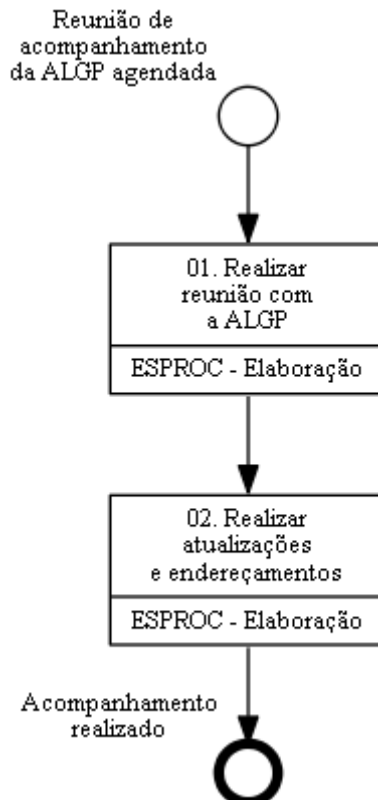 Reunião de
acompanhamento
da ALGP agendada
01. Realizar
reunião com
a ALGP
ESPROC - Elaboração
02. Realizar
atualizações
e endereçamentos
ESPROC - Elaboração
Acompanhamento
realizado